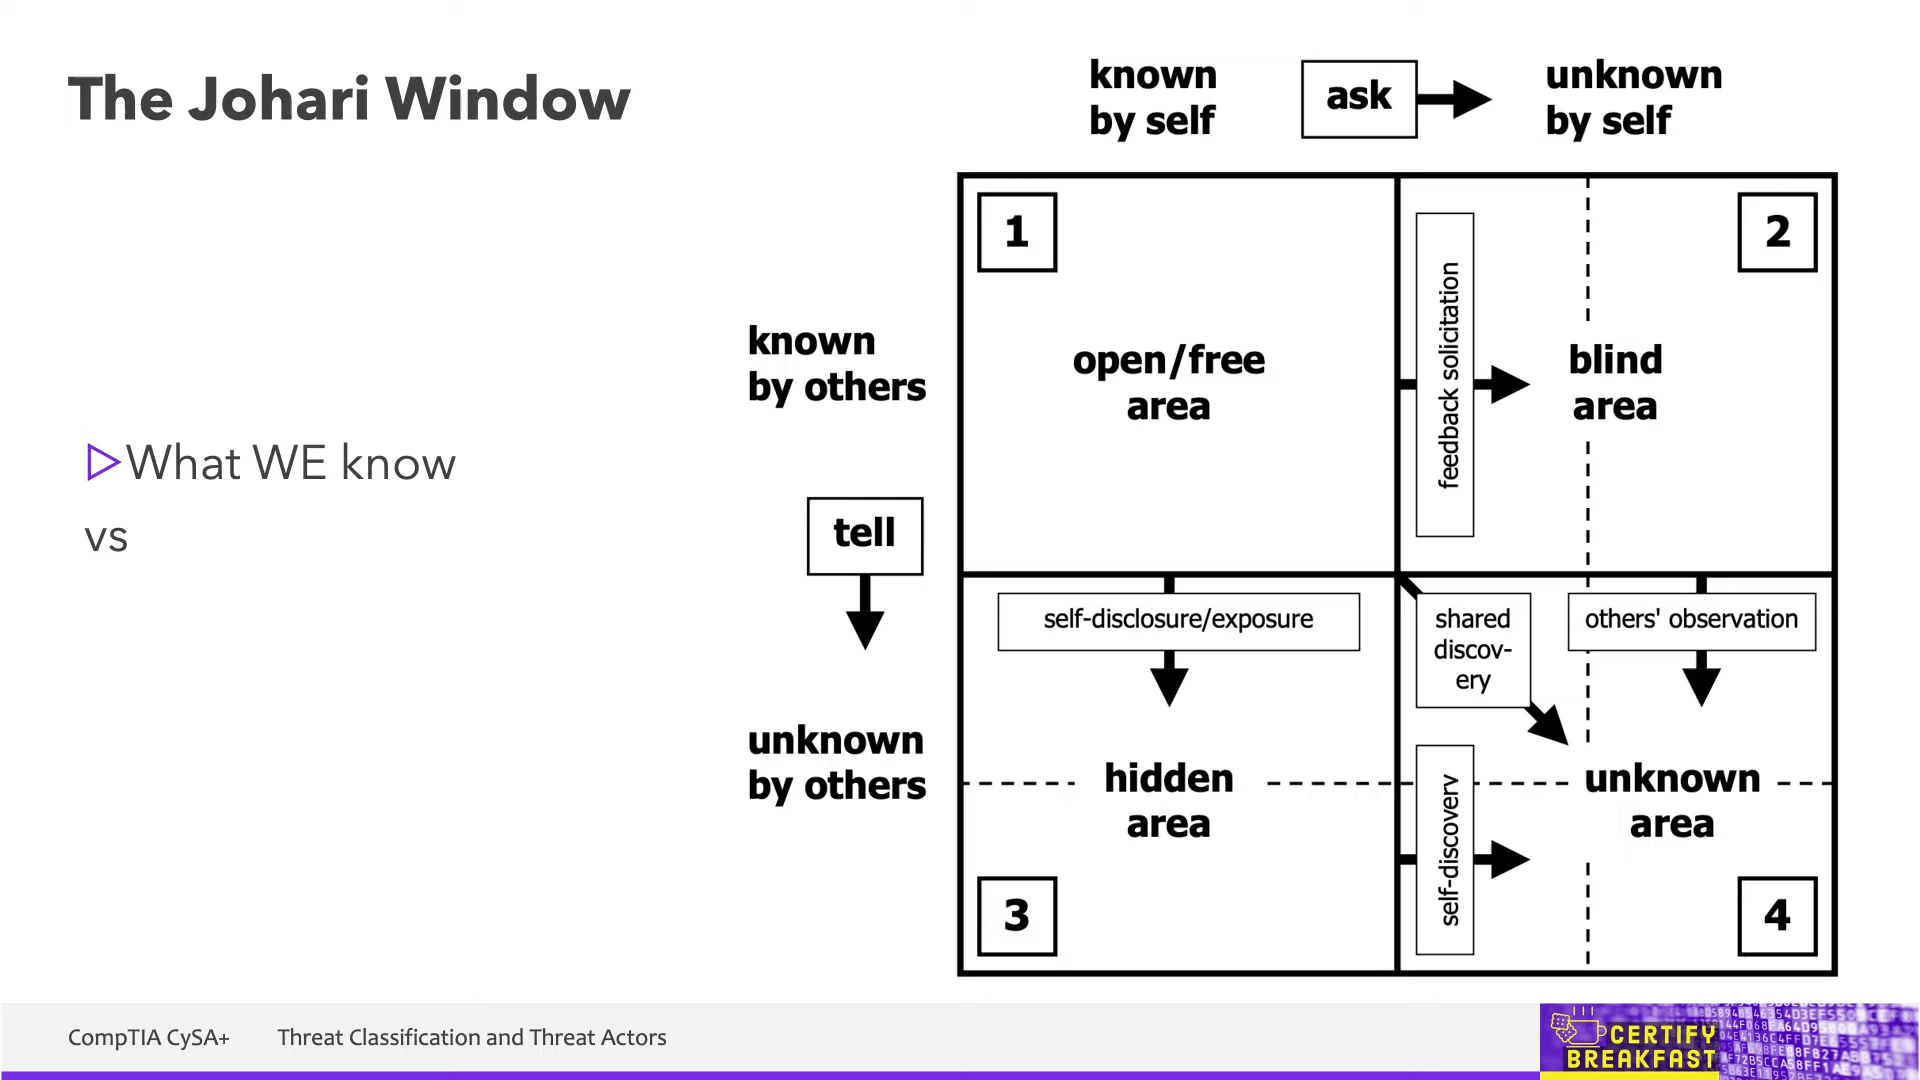 The Johari Window
known
by self
ask
unknown
by self
1
2
known
by others
open/free
area
feedback solicitation
blind
area
▷What WE know
vs
tell
self-disclosure/exposure
shared
discov-
ery
others' observation
unknown
by others
hidden
area
self-discovery
unknown
area
3
4
CompTIA CySA+
Threat Classification and Threat Actors
CERTIFY
BREAKFAST